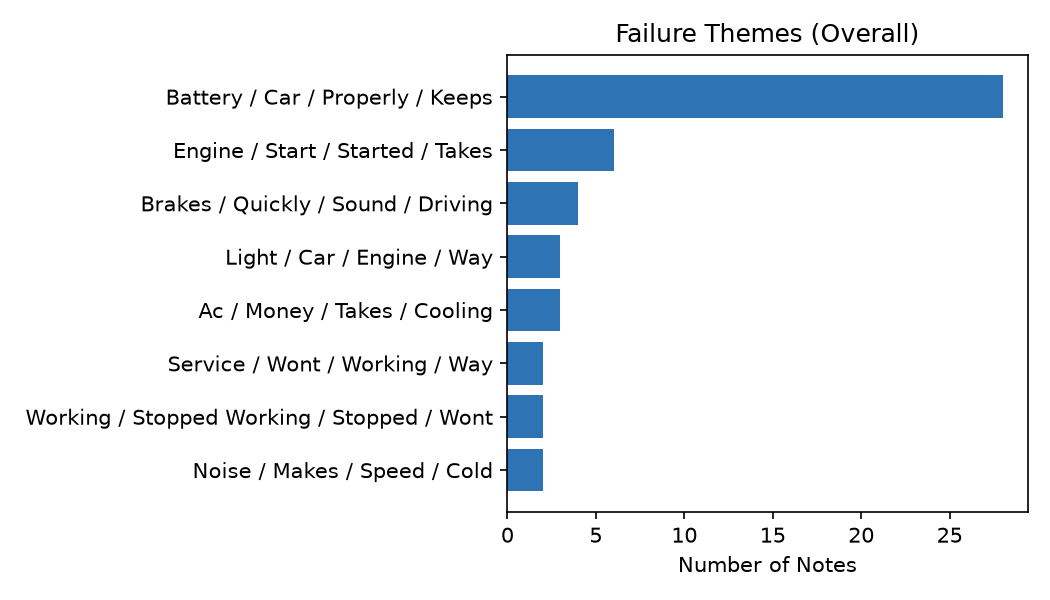 Failure Themes (Overall)
Battery / Car / Properly / Keeps
Engine / Start / Started / Takes
Brakes / Quickly / Sound / Driving
Light / Car / Engine / Way
Ac / Money / Takes / Cooling
Service / Wont / Working / Way
Working / Stopped Working / Stopped / Wont
Noise / Makes / Speed / Cold
0 5 10 15 20 25
Number of Notes